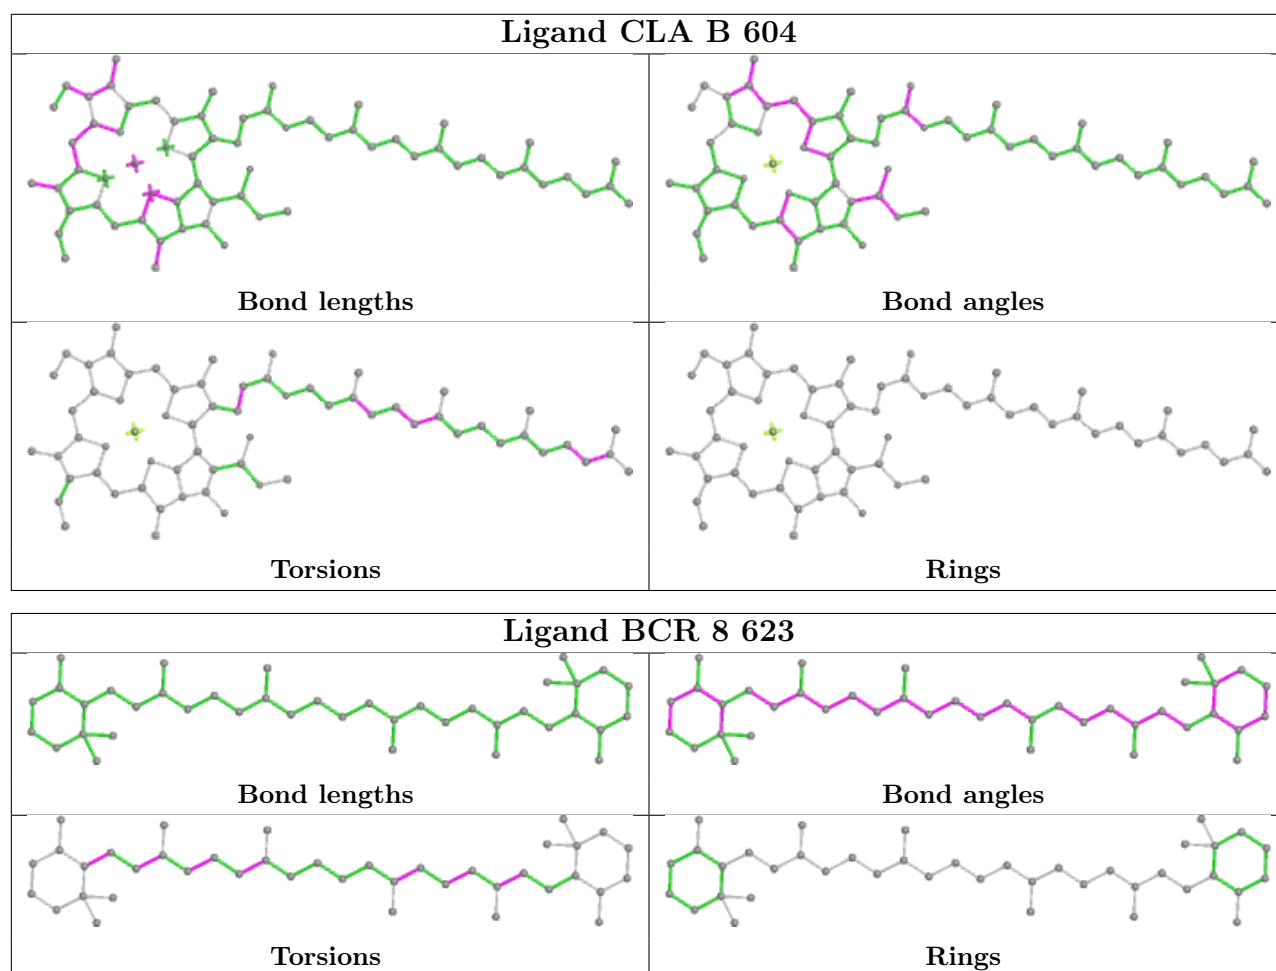 Ligand CLA B 604
Bond lengths
Bond angles
Torsions
Rings
Ligand BCR 8 623
Bond lengths
Bond angles
Torsions
Rings